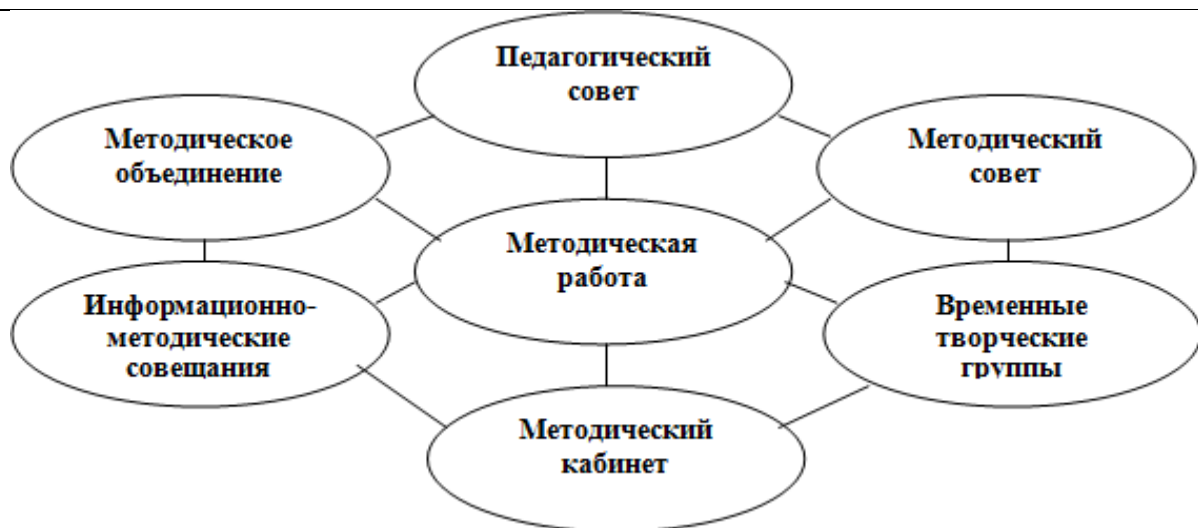 Педагогический
совет
Методическое
объединение
Методический
совет
Методическая
работа
Информационно-
методические
совещания
Временные
творческие
группы
Методический
кабинет